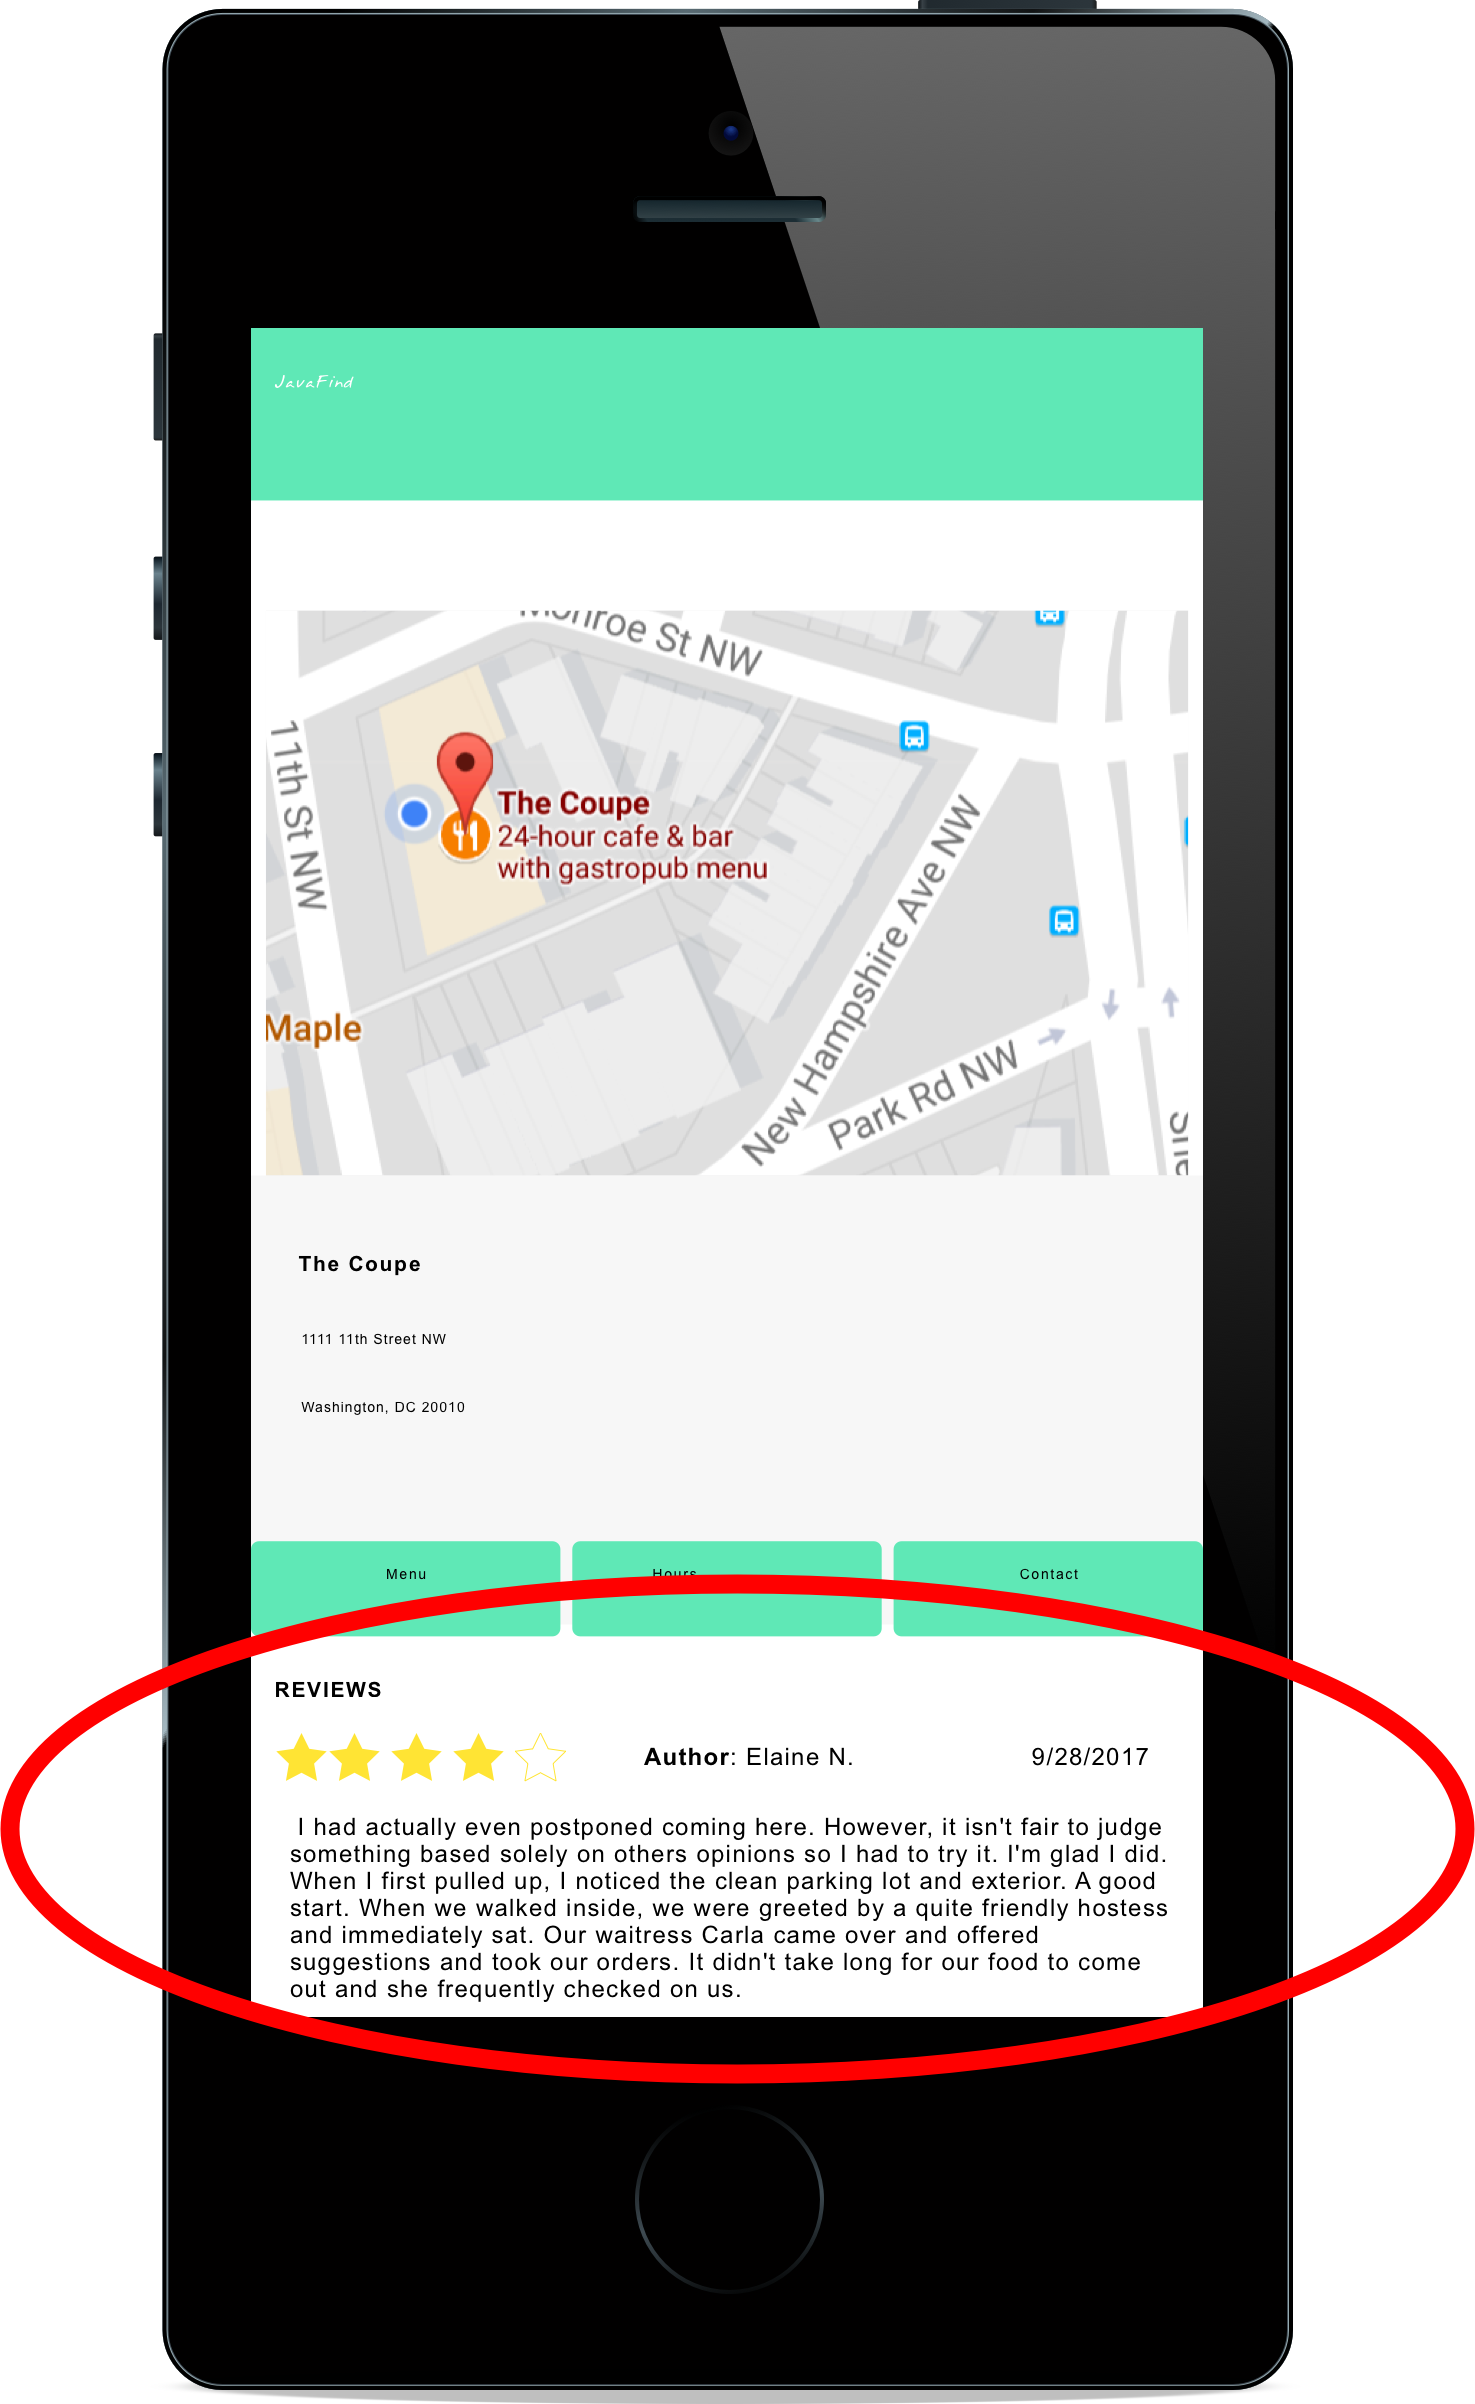 JavaFind
Monroe St NW
11th St NW
The Coupe
24-hour cafe & bar
with gastropub menu
New Hampshire Ave NW
Maple
Park Rd NW
The Coupe
1111 11th Street NW
Washington, DC 20010
Menu
Hours
Contact
REVIEWS
Author: Elaine N.
9/28/2017
I had actually even postponed coming here. However, it isn't fair to judge
something based solely on others opinions so I had to try it. I'm glad I did.
When I first pulled up, I noticed the clean parking lot and exterior. A good
start. When we walked inside, we were greeted by a quite friendly hostess
and immediately sat. Our waitress Carla came over and offered
suggestions and took our orders. It didn't take long for our food to come
out and she frequently checked on us.